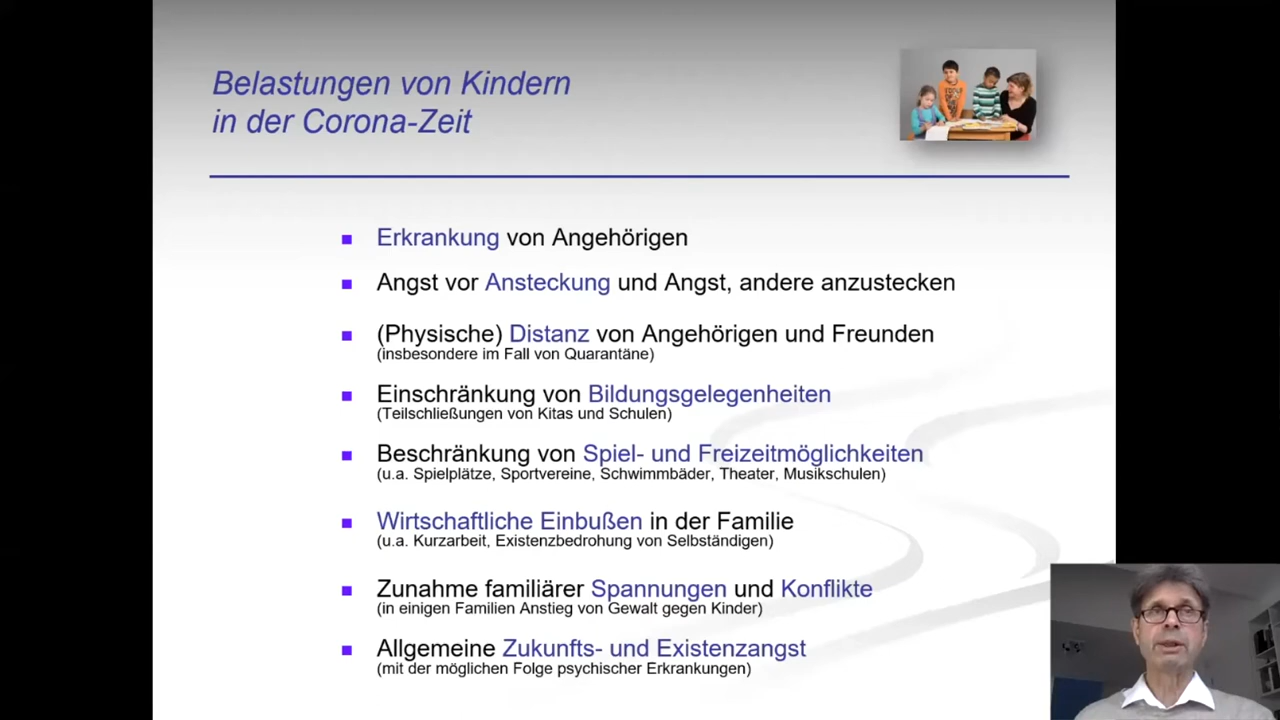 Belastungen von Kindern
in der Corona-Zeit
Erkrankung von Angehörigen
Angst vor Ansteckung und Angst, andere anzustecken
(Physische) Distanz von Angehörigen und Freunden
(insbesondere im Fall von Quarantäne)
Einschränkung von Bildungsgelegenheiten
(Teilschließungen von Kitas und Schulen)
Beschränkung von Spiel- und Freizeitmöglichkeiten
(u.a. Spielplätze, Sportvereine, Schwimmbäder, Theater, Musikschulen)
Wirtschaftliche Einbußen in der Familie
(u.a. Kurzarbeit, Existenzbedrohung von Selbständigen)
Zunahme familiärer Spannungen und Konflikte
(in einigen Familien Anstieg von Gewalt gegen Kinder)
Allgemeine Zukunfts- und Existenzangst
(mit der möglichen Folge psychischer Erkrankungen)